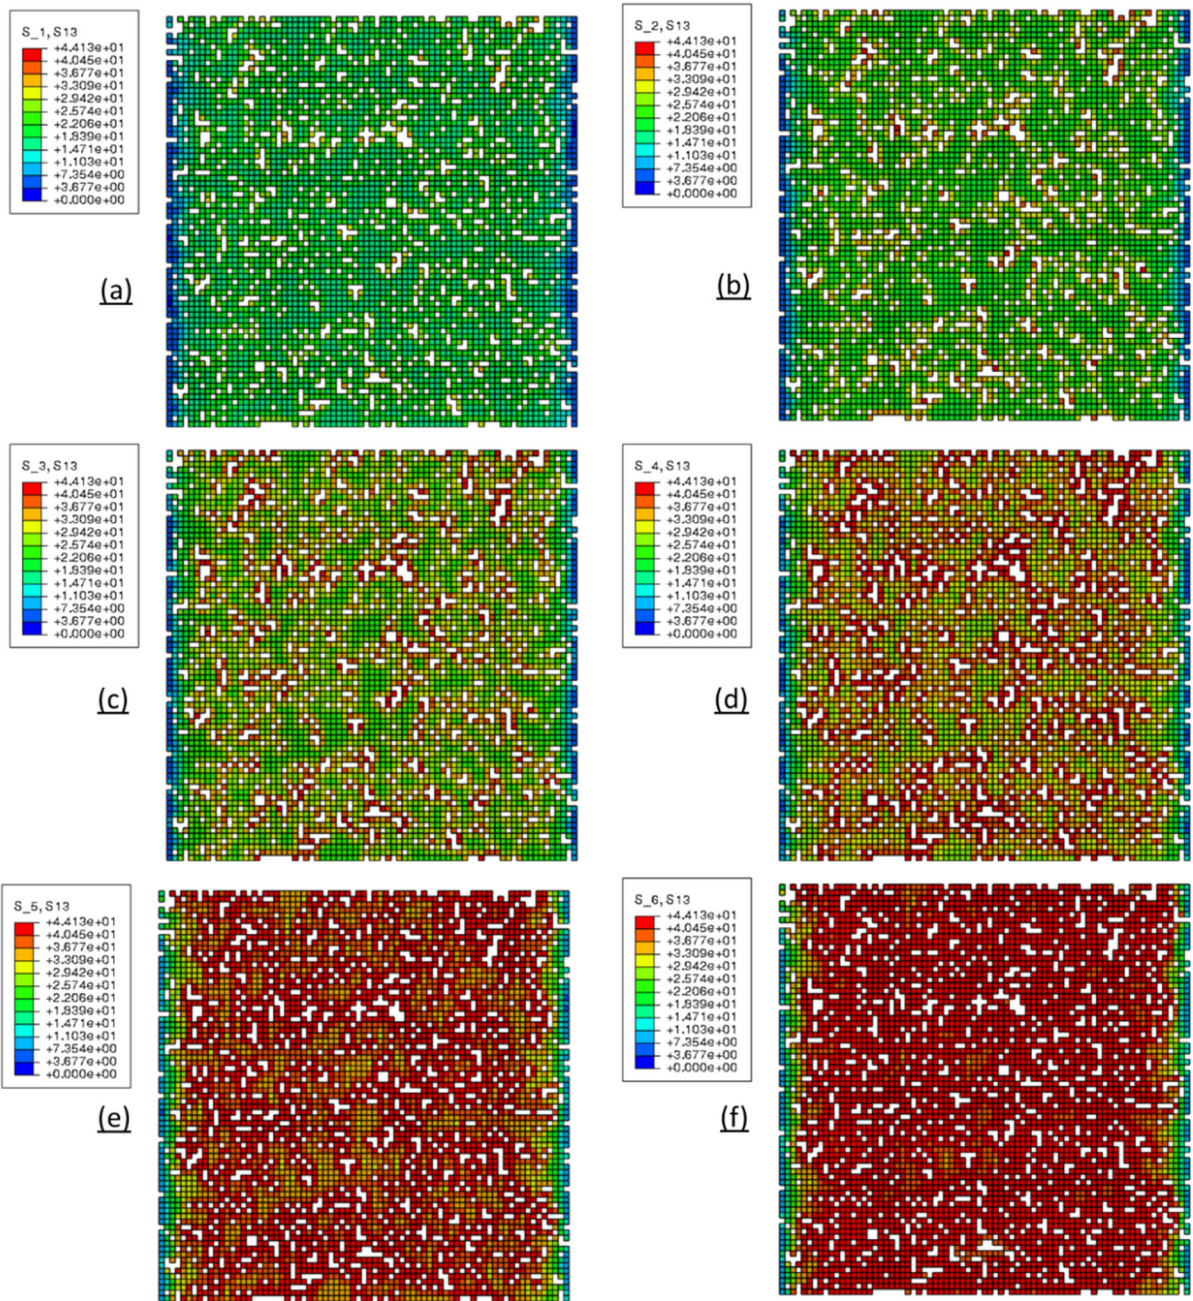 S_1, S13
+4.413e+01
+4.045e+01
+3.677e+01
+3.309e+01
+2.942e+01
+2.574e+01
+2.206e+01
+1.839e+01
+1.471e+01
+1.103e+01
+7.354e+00
+3.677e+00
+0.000e+00
(a)
S_2, S13
+4.413e+01
+4.045e+01
+3.677e+01
+3.309e+01
+2.942e+01
+2.574e+01
+2.206e+01
+1.839e+01
+1.471e+01
+1.103e+01
+7.354e+00
+3.677e+00
+0.000e+00
(b)
S_3, S13
+4.413e+01
+4.045e+01
+3.677e+01
+3.309e+01
+2.942e+01
+2.574e+01
+2.206e+01
+1.839e+01
+1.471e+01
+1.103e+01
+7.354e+00
+3.677e+00
+0.000e+00
(c)
S_4, S13
+4.413e+01
+4.045e+01
+3.677e+01
+3.309e+01
+2.942e+01
+2.574e+01
+2.206e+01
+1.839e+01
+1.471e+01
+1.103e+01
+7.354e+00
+3.677e+00
+0.000e+00
(d)
S_5, S13
+4.413e+01
+4.045e+01
+3.677e+01
+3.309e+01
+2.942e+01
+2.574e+01
+2.206e+01
+1.839e+01
+1.471e+01
+1.103e+01
+7.354e+00
+3.677e+00
+0.000e+00
(e)
S_6, S13
+4.413e+01
+4.045e+01
+3.677e+01
+3.309e+01
+2.942e+01
+2.574e+01
+2.206e+01
+1.839e+01
+1.471e+01
+1.103e+01
+7.354e+00
+3.677e+00
+0.000e+00
(f)